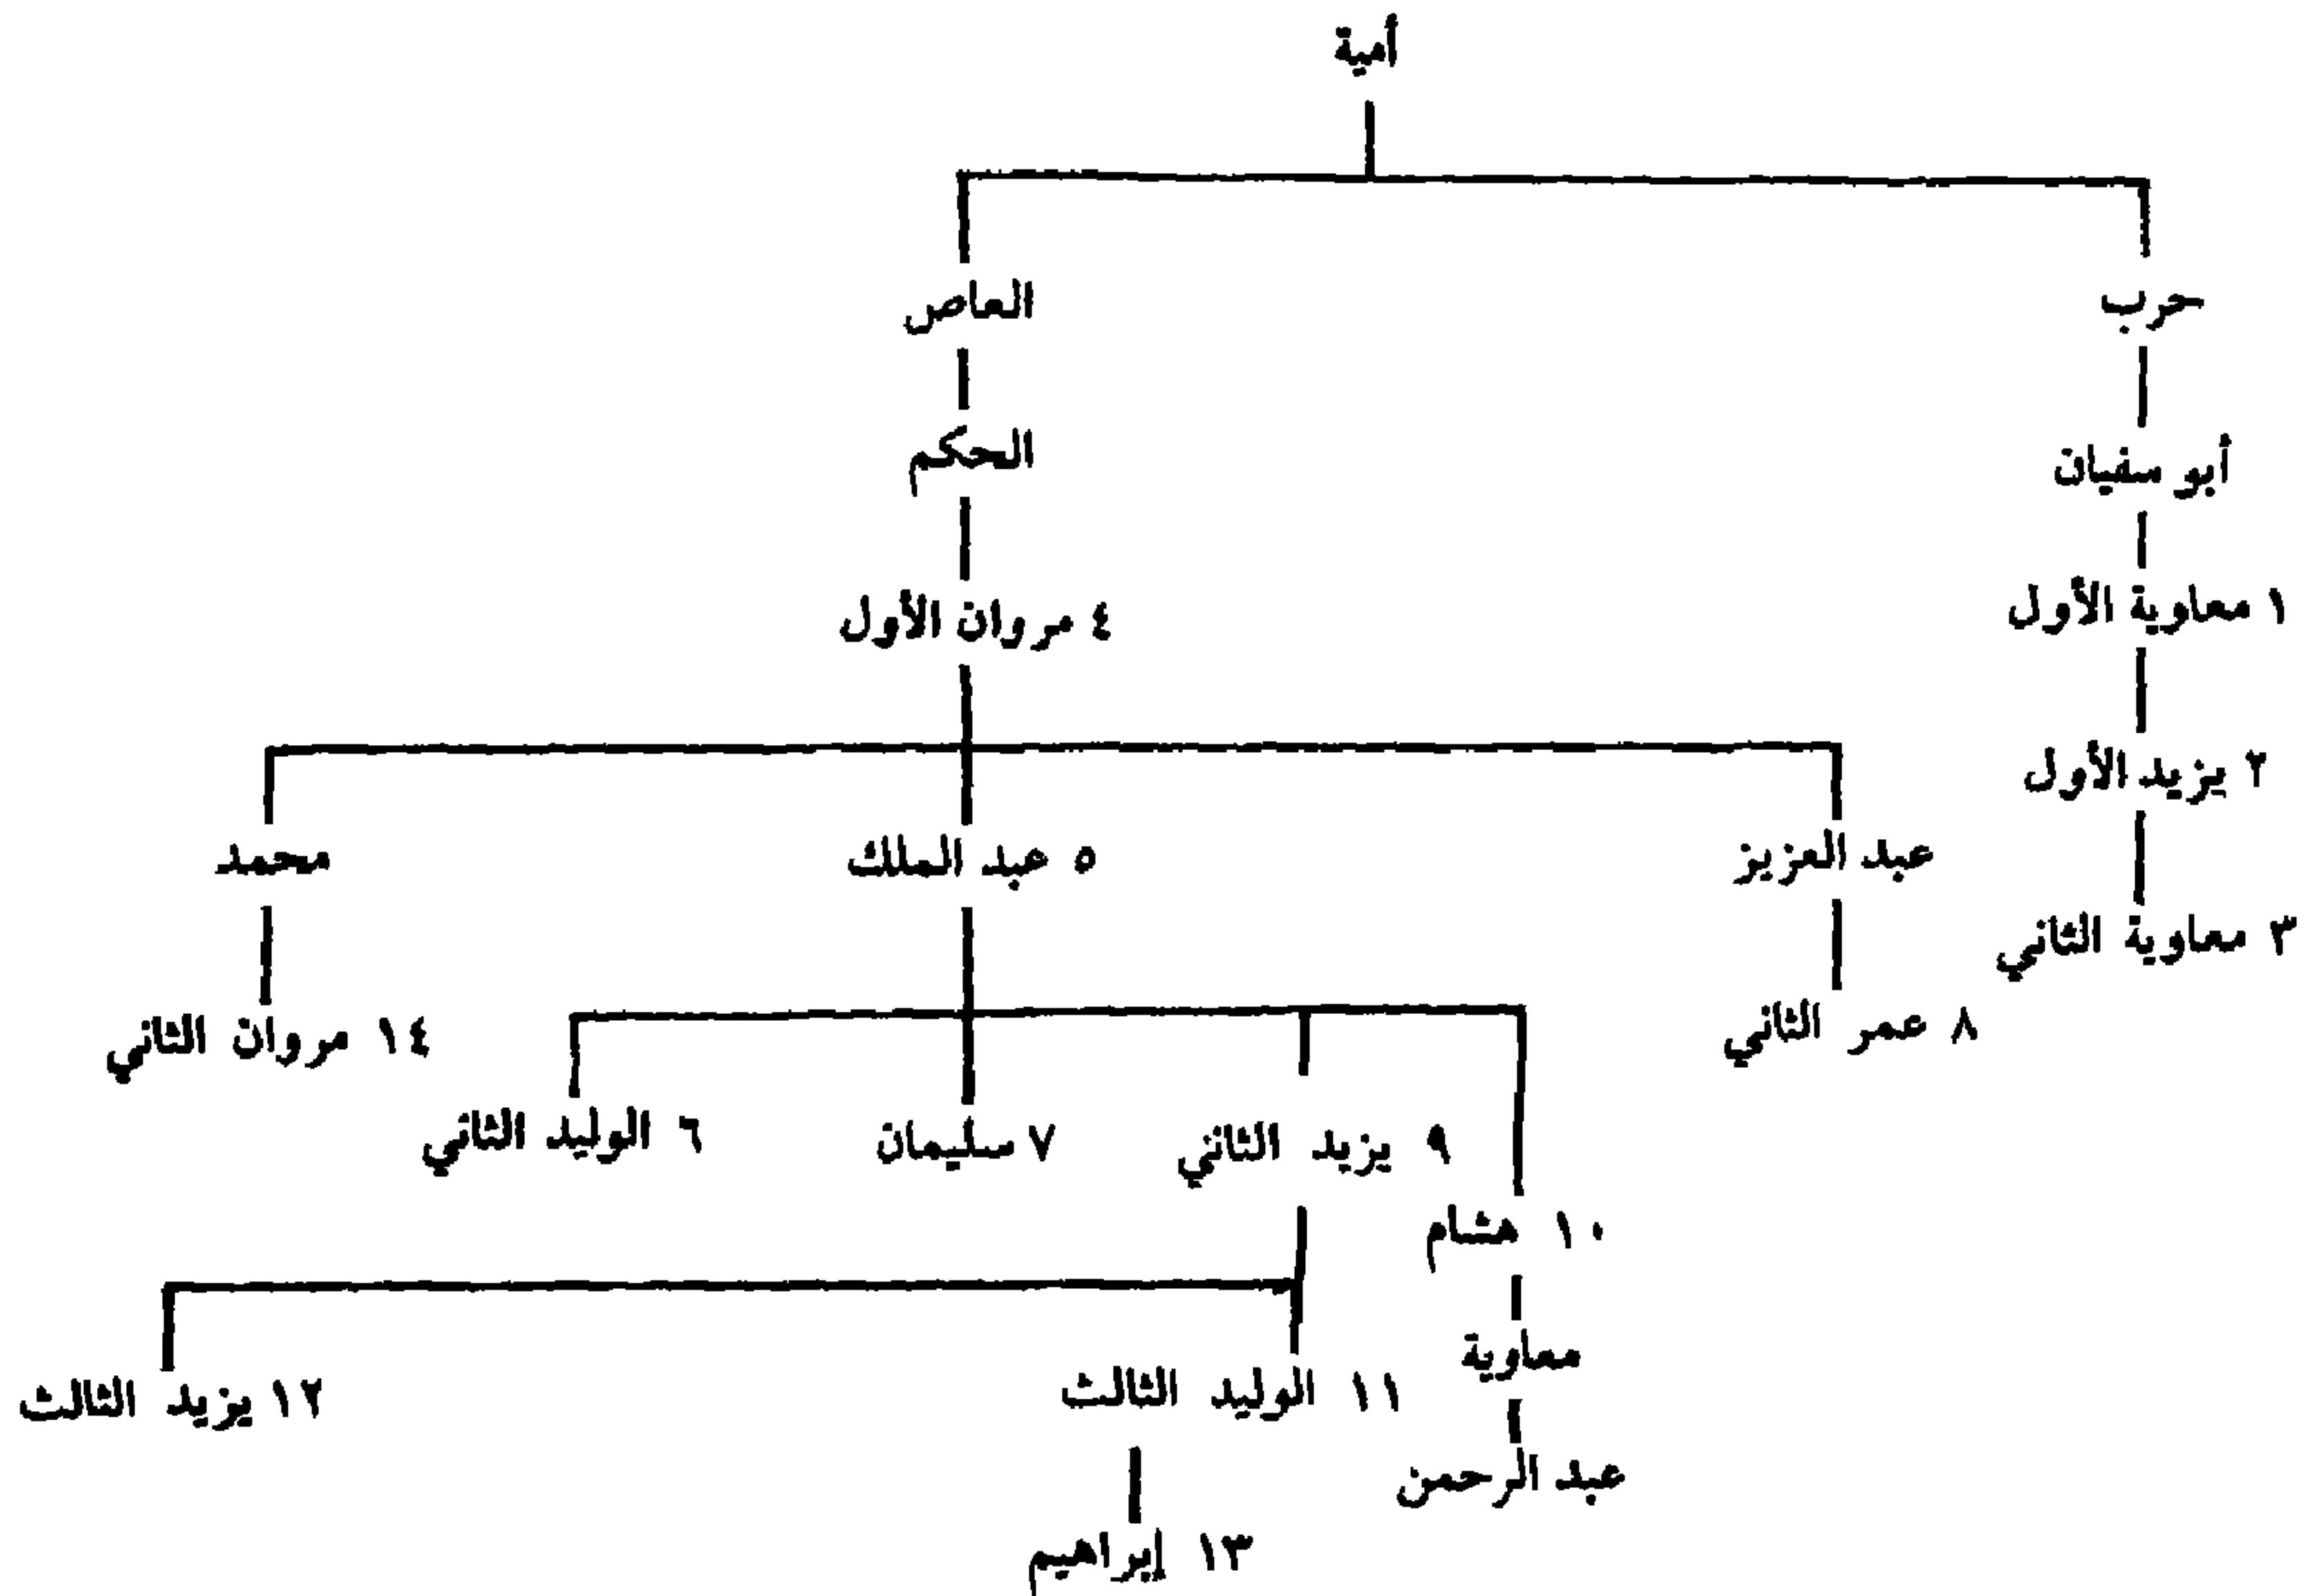 أمية
حرب
العاص
أبو سفيان
الحكم
١ معاوية الأول
٤ مروان الأول
٢ يزيد الأول
عبد العزيز
٥ عبد الملك
محمد
٣ معاوية الثاني
٨ عمر الثاني
١٤ مروان الثاني
٩ يزيد الثاني
٧ سليمان
٦ الوليد الثاني
١٠ هشام
معاوية
١١ الوليد الثالث
١٢ يزيد الثالث
عبد الرحمن
١٣ إبراهيم